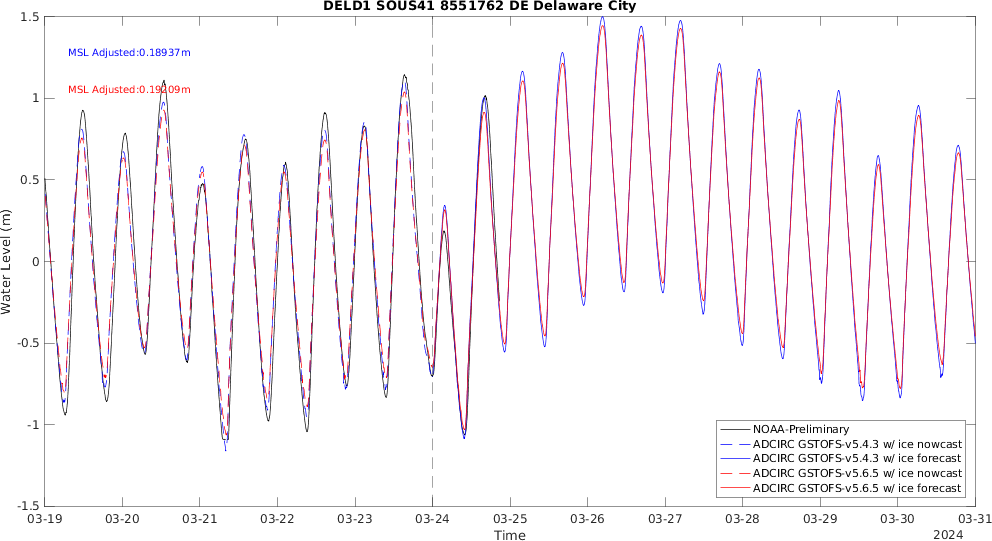 DELD1 SOUS41 8551762 DE Delaware City
1.5
1
0.5
0
-0.5
-1
-1.5
Water Level (m)
MSL Adjusted:0.18937m
MSL Adjusted:0.19209m
NOAA-Preliminary
ADCIRC GSTOFS-v5.4.3 w/ ice nowcast
ADCIRC GSTOFS-v5.4.3 w/ ice forecast
ADCIRC GSTOFS-v5.6.5 w/ ice nowcast
ADCIRC GSTOFS-v5.6.5 w/ ice forecast
03-19 03-20 03-21 03-22 03-23 03-24 03-25 03-26 03-27 03-28 03-29 03-30 03-31
Time
2024